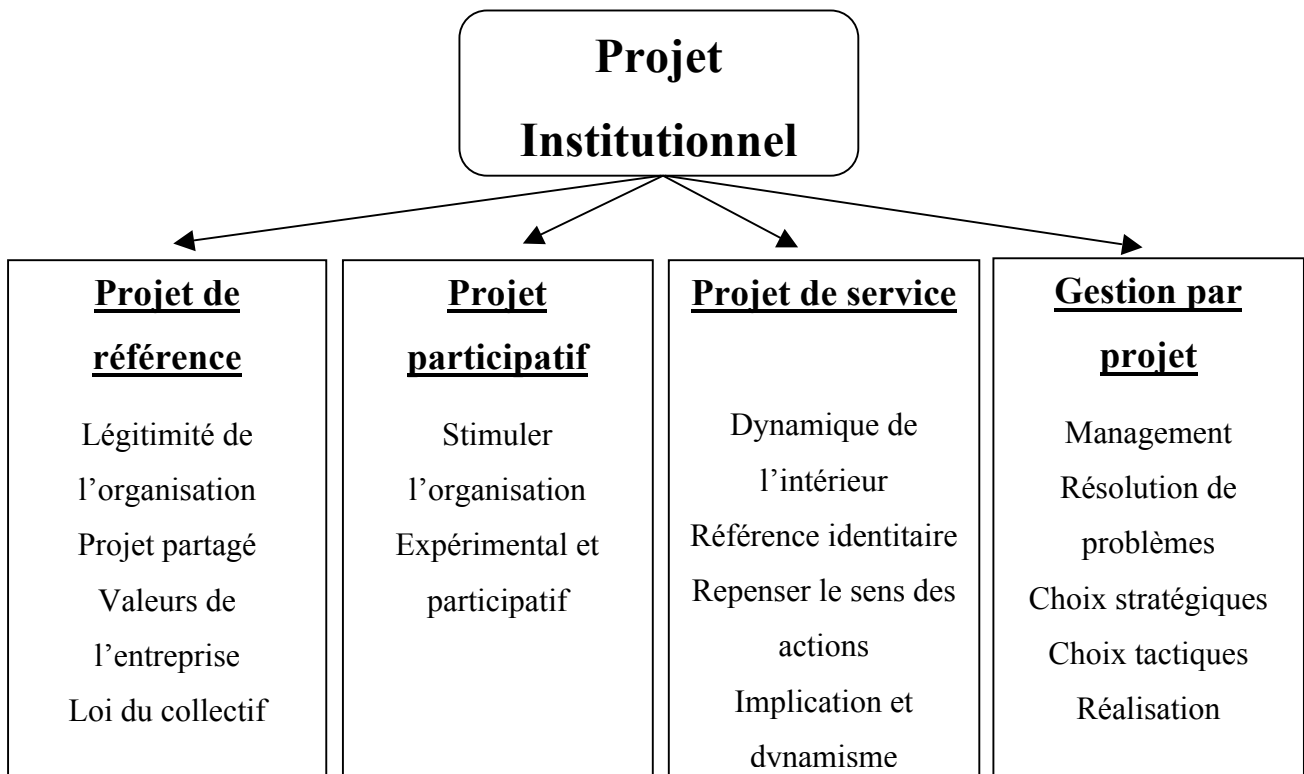 Projet
Institutionnel
Projet de
référence
Légitimité de
l’organisation
Projet partagé
Valeurs de
l’entreprise
Loi du collectif
Projet
participatif
Stimuler
l’organisation
Expérimental et
participatif
Projet de service
Dynamique de
l’intérieur
Référence identitaire
Repenser le sens des
actions
Implication et
dynamisme
Gestion par
projet
Management
Résolution de
problèmes
Choix stratégiques
Choix tactiques
Réalisation